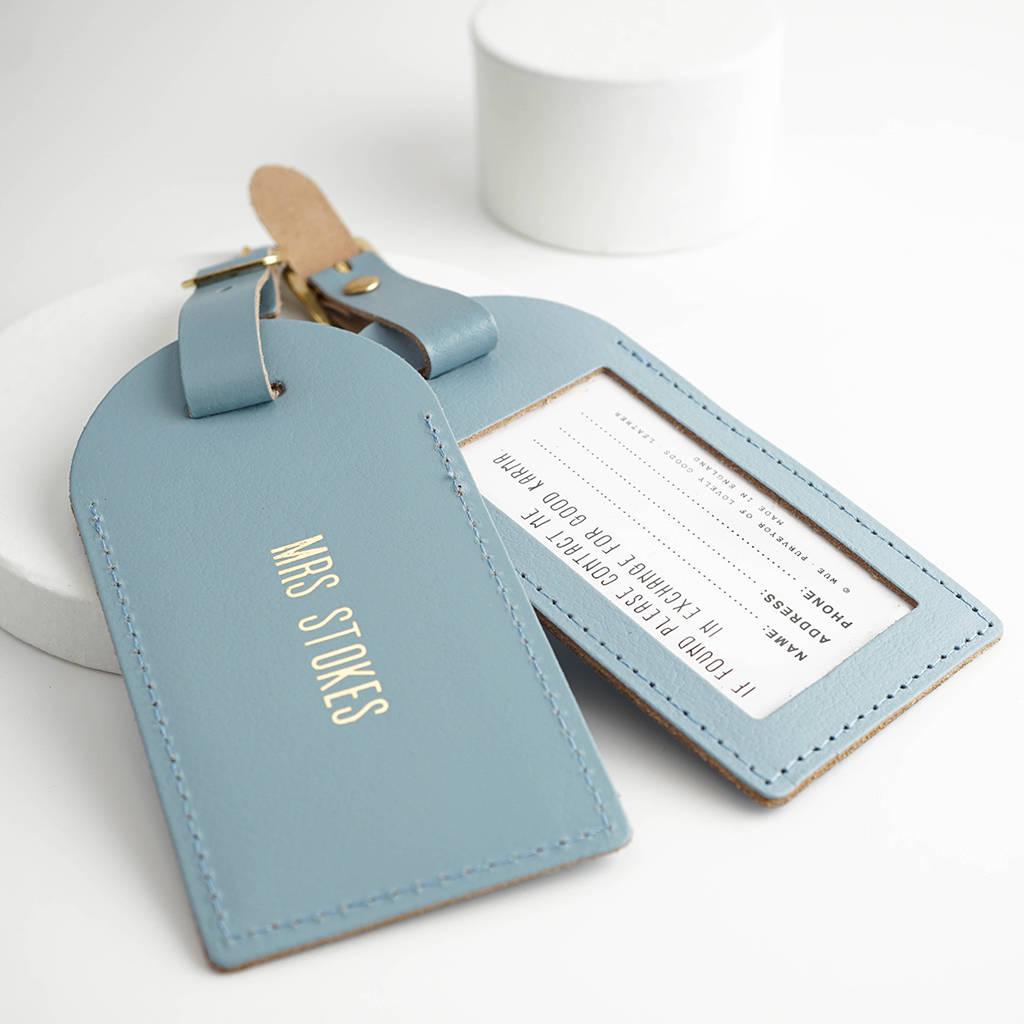 MRS STOKES
IF FOUND PLEASE CONTACT ME
IN EXCHANGE FOR GOOD KARMA
NAME:
ADDRESS:
PHONE:
© WUE · PURVEYOR OF LOVELY GOODS · LEATHER
MADE IN ENGLAND